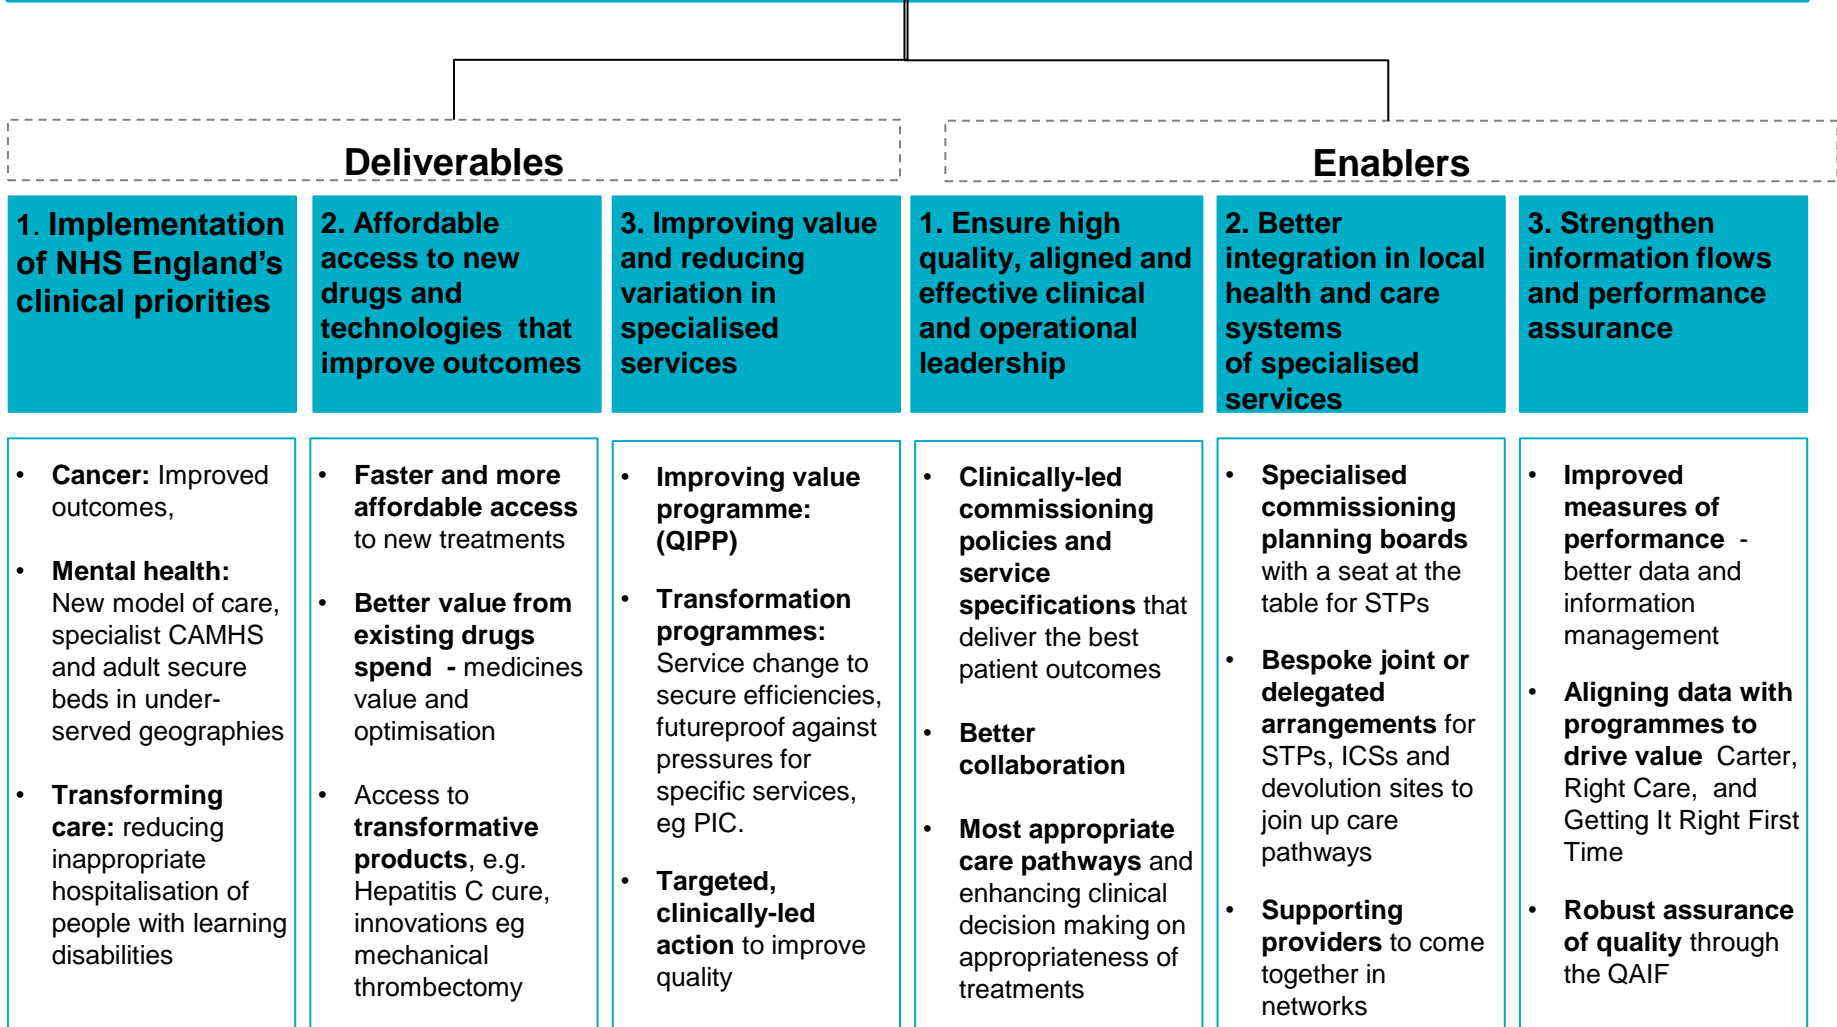 Deliverables
Enablers
1. Implementation
of NHS England’s
clinical priorities
2. Affordable
access to new
drugs and
technologies that
improve outcomes
3. Improving value
and reducing
variation in
specialised
services
1. Ensure high
quality, aligned and
effective clinical
and operational
leadership
2. Better
integration in local
health and care
systems
of specialised
services
3. Strengthen
information flows
and performance
assurance
• Cancer: Improved
outcomes,
• Mental health:
New model of care,
specialist CAMHS
and adult secure
beds in under-
served geographies
• Transforming
care: reducing
inappropriate
hospitalisation of
people with learning
disabilities
• Faster and more
affordable access
to new treatments
• Better value from
existing drugs
spend - medicines
value and
optimisation
• Access to
transformative
products, e.g.
Hepatitis C cure,
innovations eg
mechanical
thrombectomy
• Improving value
programme:
(QIPP)
• Transformation
programmes:
Service change to
secure efficiencies,
futureproof against
pressures for
specific services,
eg PIC.
• Targeted,
clinically-led
action to improve
quality
• Clinically-led
commissioning
policies and
service
specifications that
deliver the best
patient outcomes
• Better
collaboration
• Most appropriate
care pathways and
enhancing clinical
decision making on
appropriateness of
treatments
• Specialised
commissioning
planning boards
with a seat at the
table for STPs
• Bespoke joint or
delegated
arrangements for
STPs, ICSs and
devolution sites to
join up care
pathways
• Supporting
providers to come
together in
networks
• Improved
measures of
performance -
better data and
information
management
• Aligning data with
programmes to
drive value Carter,
Right Care, and
Getting It Right First
Time
• Robust assurance
of quality through
the QAIF